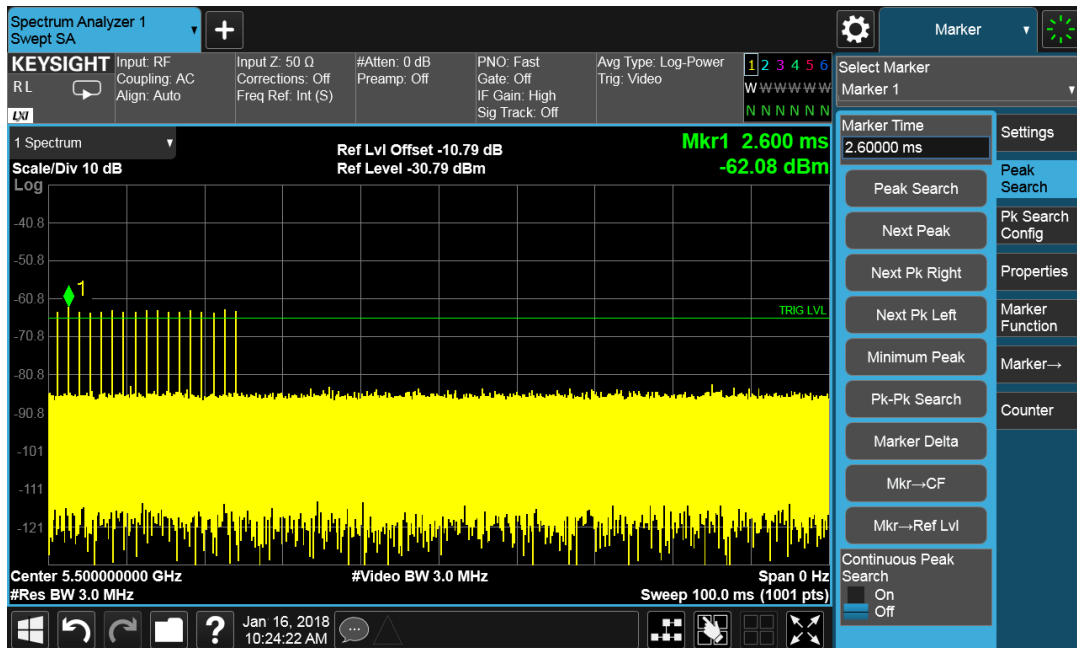 Spectrum Analyzer 1
Swept SA
+
Marker
KEYSIGHT
RL
LXI
Input: RF
Coupling: AC
Align: Auto
Input Z: 50 Ω
Corrections: Off
Freq Ref: Int (S)
#Atten: 0 dB
Preamp: Off
PNO: Fast
Gate: Off
IF Gain: High
Sig Track: Off
Avg Type: Log-Power
Trig: Video
1 2 3 4 5 6
W W W W W W
N N N N N N
Select Marker
Marker 1
1 Spectrum
Scale/Div 10 dB
Ref Lvl Offset -10.79 dB
Ref Level -30.79 dBm
Mkr1 2.600 ms
-62.08 dBm
Log
-40.8
-50.8
-60.8
-70.8
-80.8
-90.8
-101
-111
-121
1
TRIG LVL
Center 5.500000000 GHz
#Res BW 3.0 MHz
#Video BW 3.0 MHz
Span 0 Hz
Sweep 100.0 ms (1001 pts)
Marker Time
2.60000 ms
Peak Search
Next Peak
Next Pk Right
Next Pk Left
Minimum Peak
Pk-Pk Search
Marker Delta
Mkr→CF
Mkr→Ref Lvl
Continuous Peak
Search
On
Off
Settings
Peak
Search
Pk Search
Config
Properties
Marker
Function
Marker→
Counter
?
Jan 16, 2018
10:24:22 AM